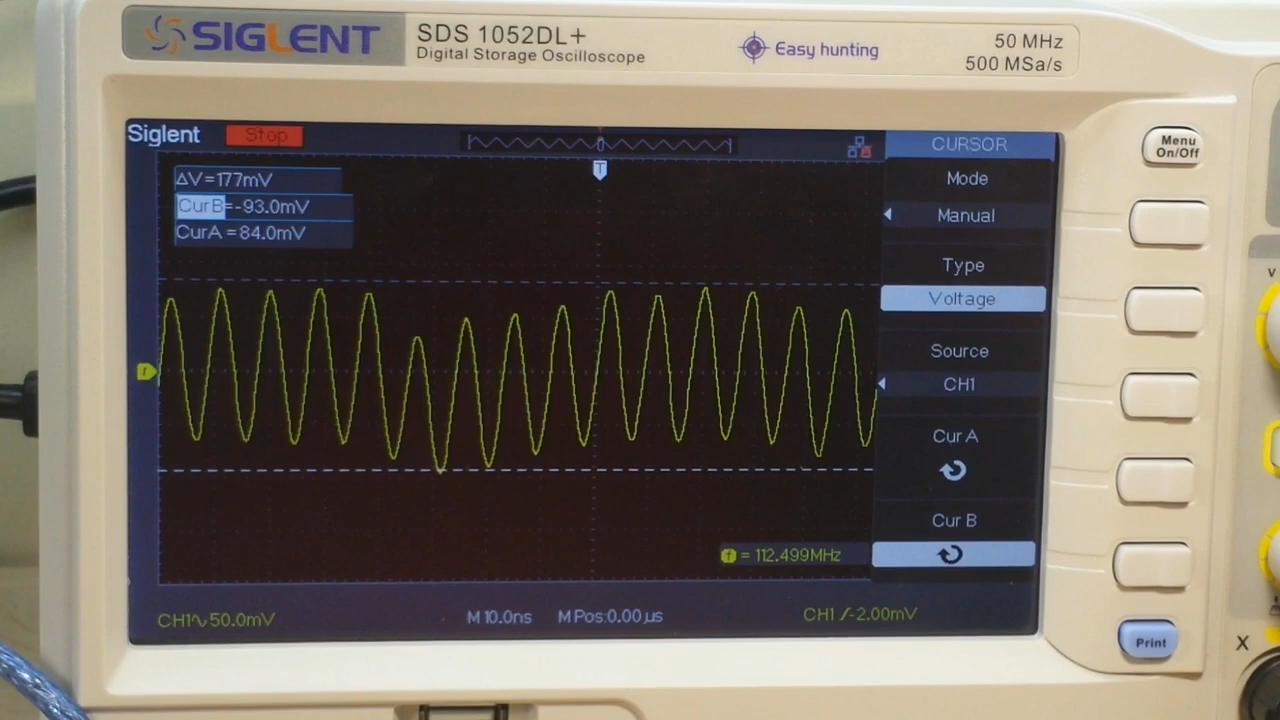 SIGLENT
SDS 1052DL+
Digital Storage Oscilloscope
Easy hunting
50 MHz
500 MSa/s
Siglent
Stop
T
CURSOR
ΔV=177mV
CurB=-93.0mV
CurA =84.0mV
Mode
Manual
Type
Voltage
Source
CH1
Cur A
Cur B
f = 112.499MHz
CH1∿50.0mV
M 10.0ns
M Pos:0.00 µs
CH1 /-2.00mV
Menu
On/Off
Print
V
X